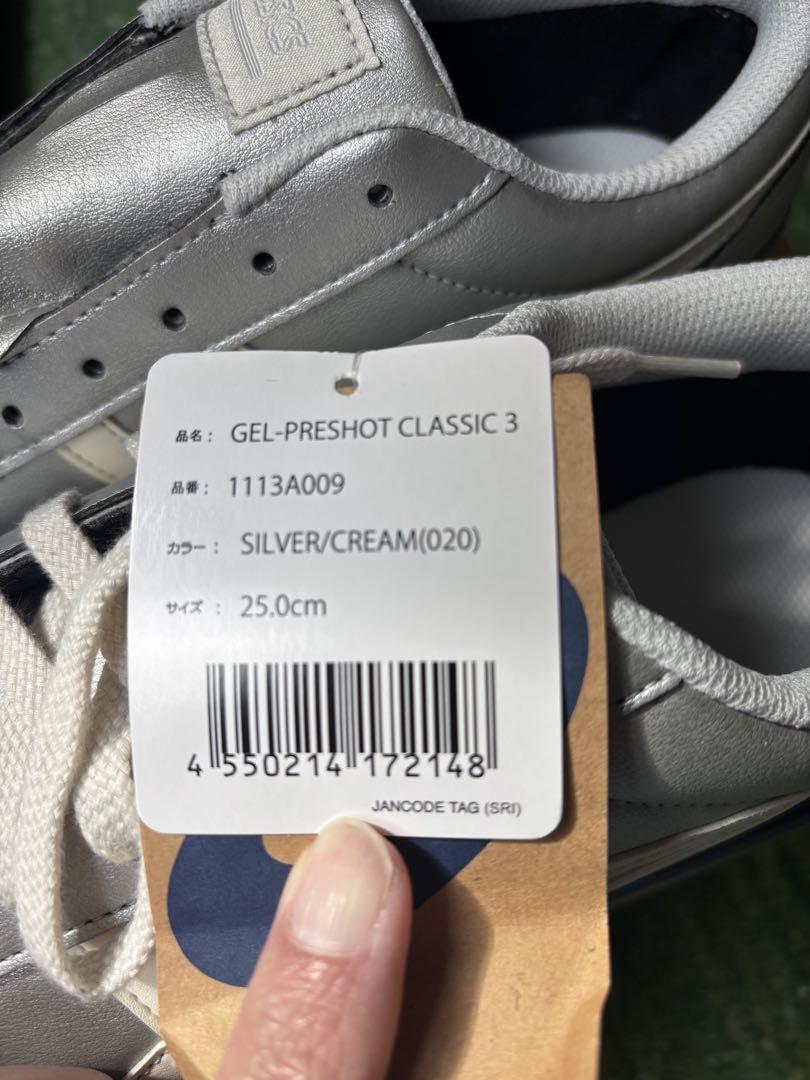 品名： GEL-PRESHOT CLASSIC 3
品番： 1113A009
カラー： SILVER/CREAM(020)
サイズ ： 25.0cm
4 550214 172148
JANCODE TAG (SRI)